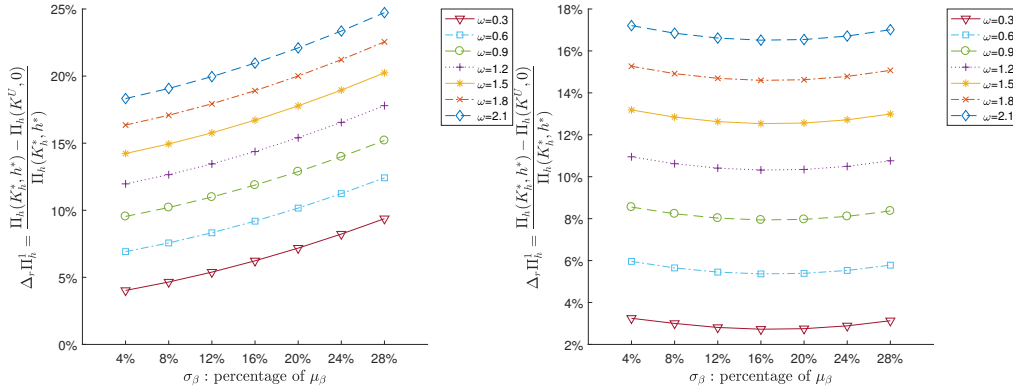 25%
20%
15%
10%
5%
0%
4% 8% 12% 16% 20% 24% 28%
σ_β : percentage of μ_β
Δ_rΠ_h^1 = (Π_h(K_h^*, h^*) − Π_h(K^U, 0)) / Π_h(K_h^*, h^*)
ω=0.3
ω=0.6
ω=0.9
ω=1.2
ω=1.5
ω=1.8
ω=2.1
18%
16%
14%
12%
10%
8%
6%
4%
2%
4% 8% 12% 16% 20% 24% 28%
σ_β : percentage of μ_β
Δ_rΠ_h^1 = (Π_h(K_h^*, h^*) − Π_h(K^U, 0)) / Π_h(K_h^*, h^*)
ω=0.3
ω=0.6
ω=0.9
ω=1.2
ω=1.5
ω=1.8
ω=2.1